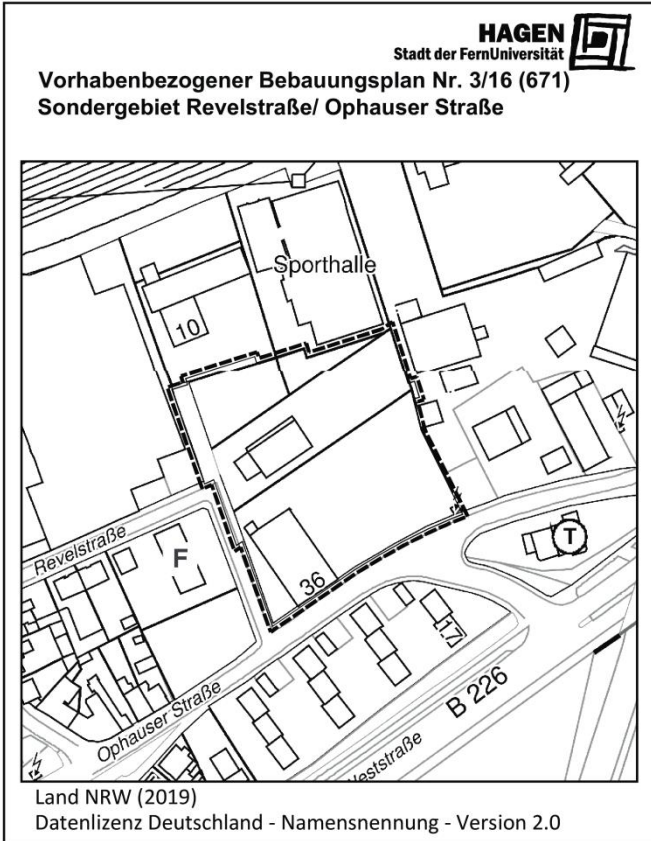 HAGEN
Stadt der FernUniversität
Vorhabenbezogener Bebauungsplan Nr. 3/16 (671)
Sondergebiet Revelstraße/ Ophauser Straße
Sporthalle
10
Revelstraße
F
T
36
17
Ophauser Straße
B 226
Land NRW (2019)
Datenlizenz Deutschland - Namensnennung - Version 2.0